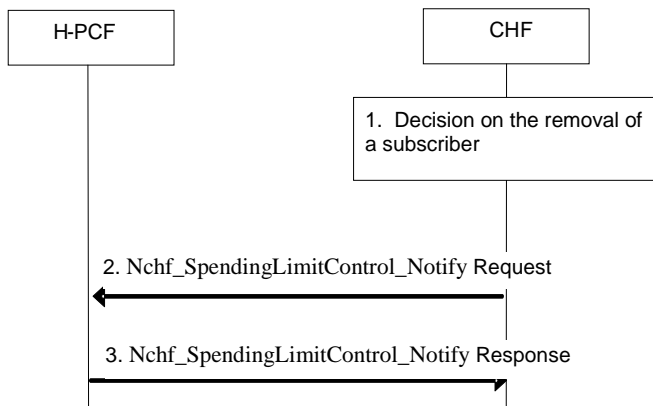 H-PCF
CHF
1. Decision on the removal of
a subscriber
2. Nchf_SpendingLimitControl_Notify Request
3. Nchf_SpendingLimitControl_Notify Response